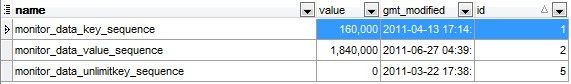 name value gmt_modified id
monitor_data_key_sequence 160,000 2011-04-13 17:14: 1
monitor_data_value_sequence 1,840,000 2011-06-27 04:39: 2
monitor_data_unlimitkey_sequence 0 2011-03-22 17:38: 5